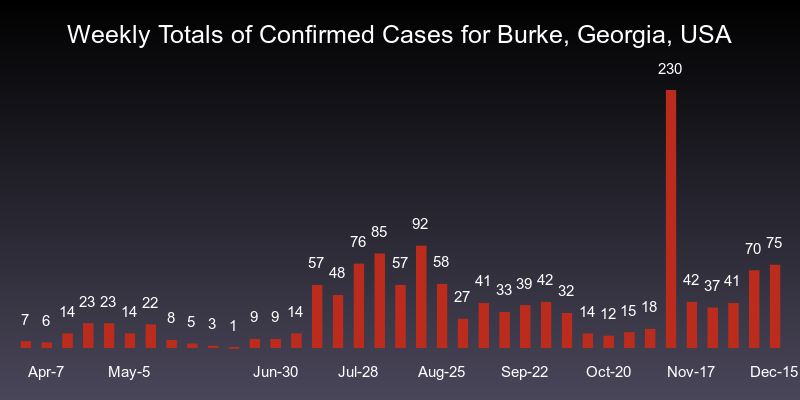 Weekly Totals of Confirmed Cases for Burke, Georgia, USA
7 6 14 23 23 14 22 8 5 3 1 9 9 14 57 48 76 85 57 92 58 27 41 33 39 42 32 14 12 15 18 230 42 37 41 70 75
Apr-7 May-5 Jun-30 Jul-28 Aug-25 Sep-22 Oct-20 Nov-17 Dec-15